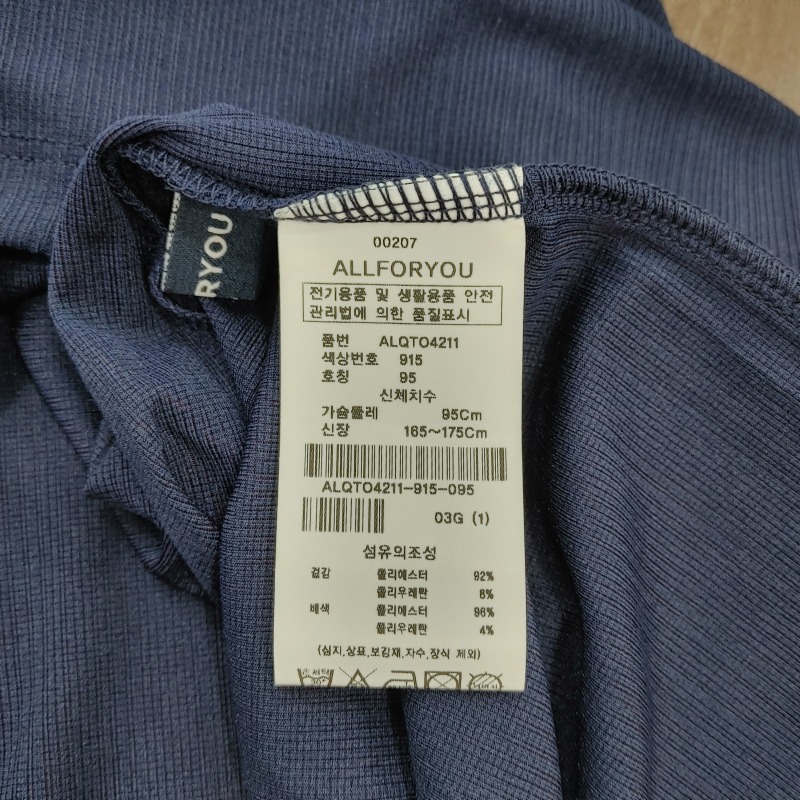 RYOU
00207
ALLFORYOU
전기용품 및 생활용품 안전
관리법에 의한 품질표시
품번 ALQTO4211
색상번호 915
호칭 95
신체치수
가슴둘레 95Cm
신장 165~175Cm
ALQTO4211-915-095
03G (1)
섬유의조성
겉감 폴리에스터 92%
폴리우레탄 8%
배색 폴리에스터 96%
폴리우레탄 4%
(심지,상표,보강재,자수,장식 제외)